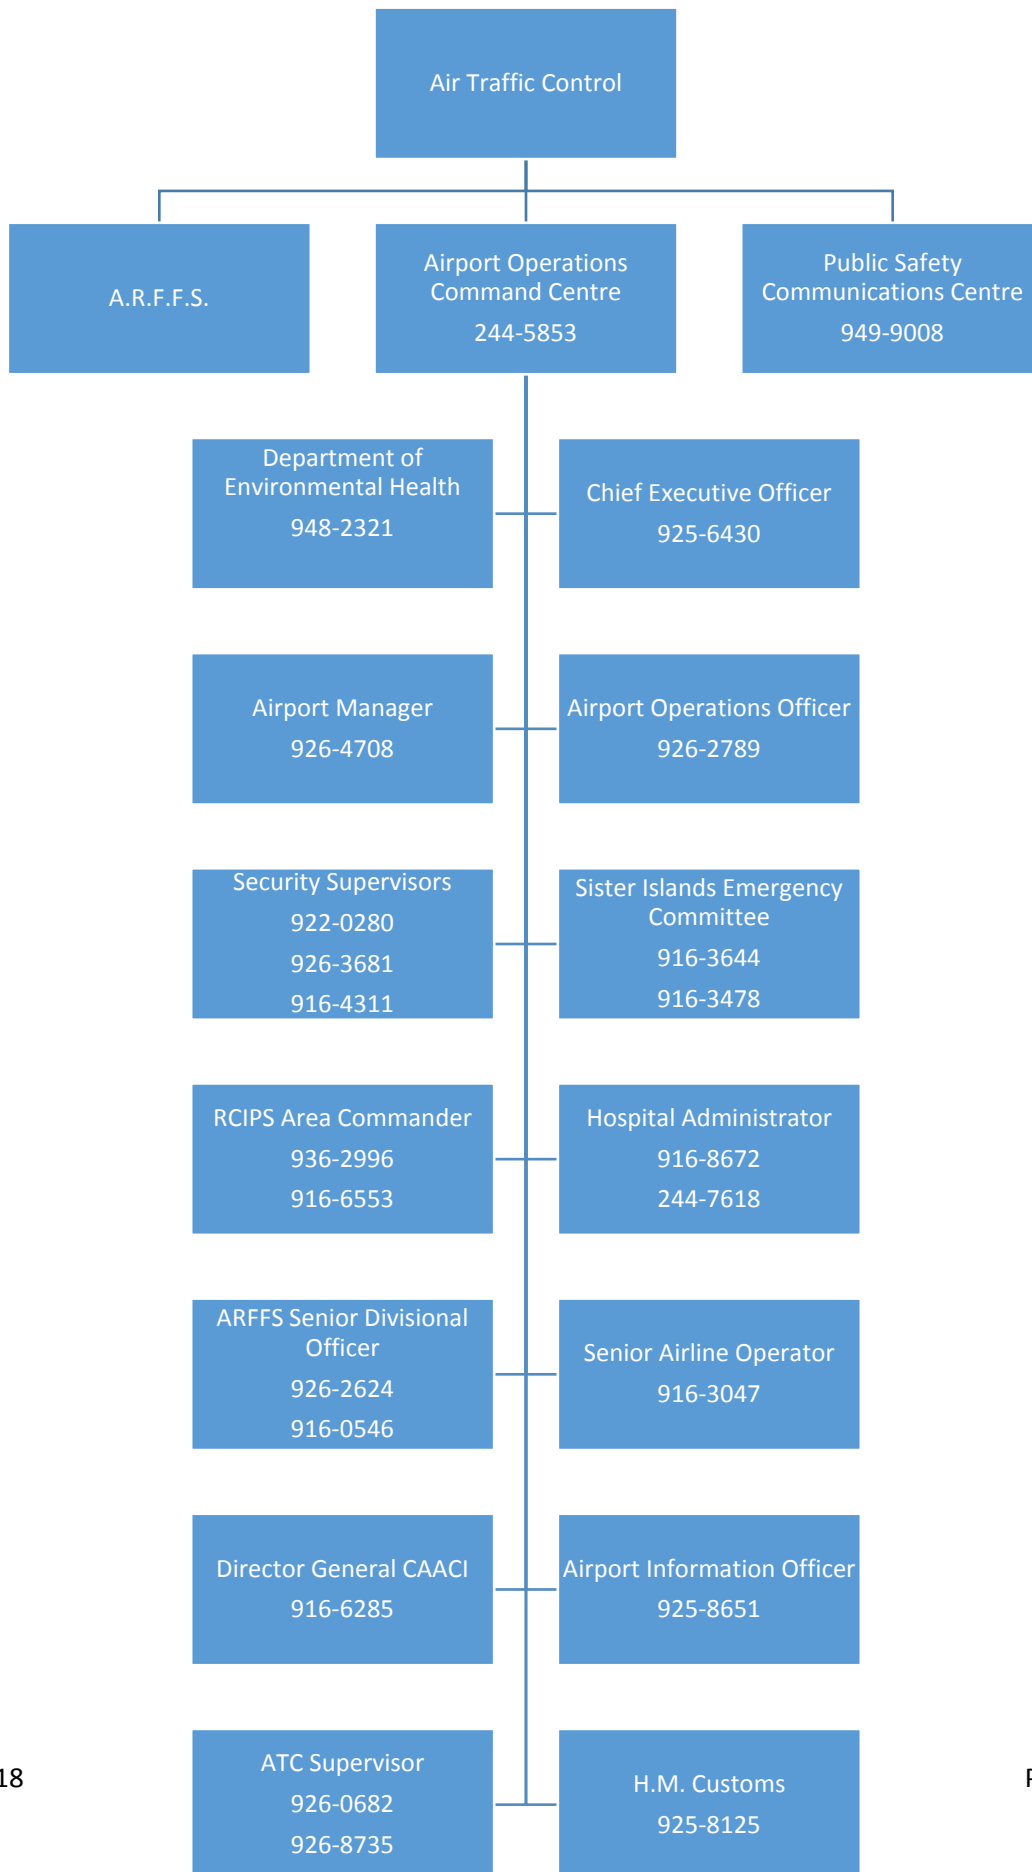 Air Traffic Control
A.R.F.F.S.
Airport Operations
Command Centre
244-5853
Public Safety
Communications Centre
949-9008
Department of
Environmental Health
948-2321
Chief Executive Officer
925-6430
Airport Manager
926-4708
Airport Operations Officer
926-2789
Security Supervisors
922-0280
926-3681
916-4311
Sister Islands Emergency
Committee
916-3644
916-3478
RCIPS Area Commander
936-2996
916-6553
Hospital Administrator
916-8672
244-7618
ARFFS Senior Divisional
Officer
926-2624
916-0546
Senior Airline Operator
916-3047
Director General CAACI
916-6285
Airport Information Officer
925-8651
ATC Supervisor
926-0682
926-8735
H.M. Customs
925-8125
18